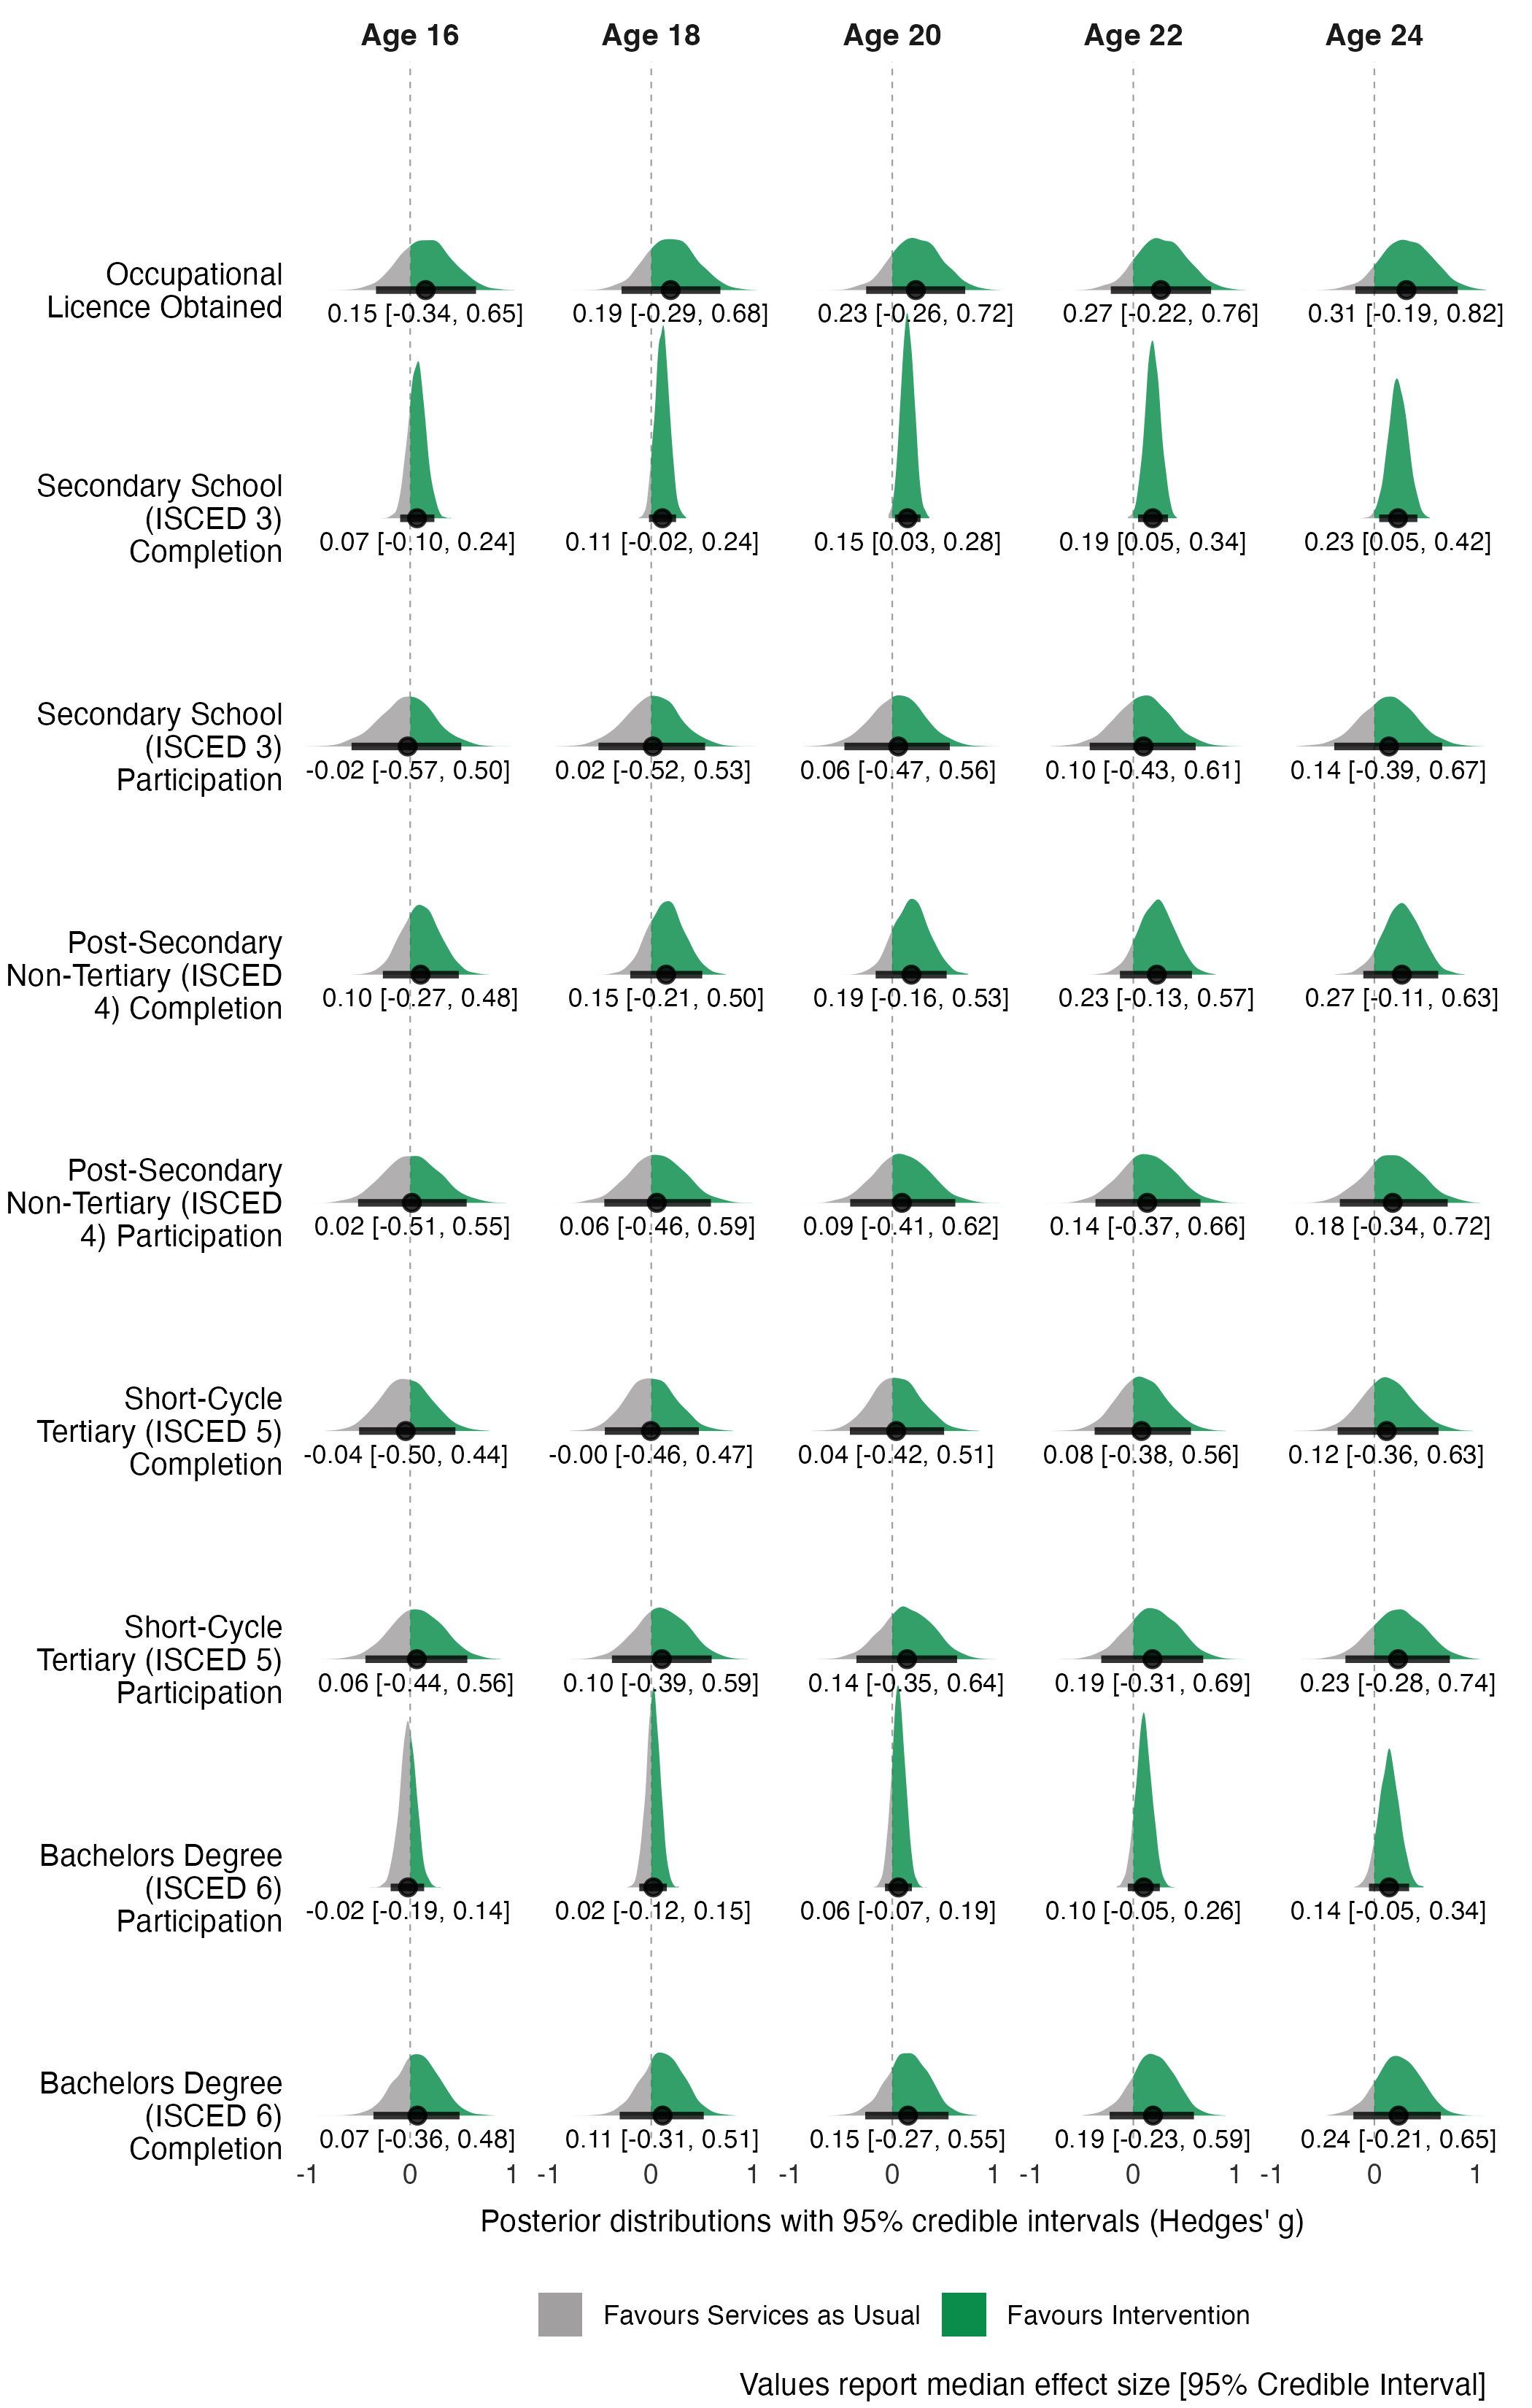 Age 16 Age 18 Age 20 Age 22 Age 24
Occupational
Licence Obtained
0.15 [-0.34, 0.65] 0.19 [-0.29, 0.68] 0.23 [-0.26, 0.72] 0.27 [-0.22, 0.76] 0.31 [-0.19, 0.82]
Secondary School
(ISCED 3)
Completion
0.07 [-0.10, 0.24] 0.11 [-0.02, 0.24] 0.15 [0.03, 0.28] 0.19 [0.05, 0.34] 0.23 [0.05, 0.42]
Secondary School
(ISCED 3)
Participation
-0.02 [-0.57, 0.50] 0.02 [-0.52, 0.53] 0.06 [-0.47, 0.56] 0.10 [-0.43, 0.61] 0.14 [-0.39, 0.67]
Post-Secondary
Non-Tertiary (ISCED
4) Completion
0.10 [-0.27, 0.48] 0.15 [-0.21, 0.50] 0.19 [-0.16, 0.53] 0.23 [-0.13, 0.57] 0.27 [-0.11, 0.63]
Post-Secondary
Non-Tertiary (ISCED
4) Participation
0.02 [-0.51, 0.55] 0.06 [-0.46, 0.59] 0.09 [-0.41, 0.62] 0.14 [-0.37, 0.66] 0.18 [-0.34, 0.72]
Short-Cycle
Tertiary (ISCED 5)
Completion
-0.04 [-0.50, 0.44] -0.00 [-0.46, 0.47] 0.04 [-0.42, 0.51] 0.08 [-0.38, 0.56] 0.12 [-0.36, 0.63]
Short-Cycle
Tertiary (ISCED 5)
Participation
0.06 [-0.44, 0.56] 0.10 [-0.39, 0.59] 0.14 [-0.35, 0.64] 0.19 [-0.31, 0.69] 0.23 [-0.28, 0.74]
Bachelors Degree
(ISCED 6)
Participation
-0.02 [-0.19, 0.14] 0.02 [-0.12, 0.15] 0.06 [-0.07, 0.19] 0.10 [-0.05, 0.26] 0.14 [-0.05, 0.34]
Bachelors Degree
(ISCED 6)
Completion
0.07 [-0.36, 0.48] 0.11 [-0.31, 0.51] 0.15 [-0.27, 0.55] 0.19 [-0.23, 0.59] 0.24 [-0.21, 0.65]
-1 0 1 -1 0 1 -1 0 1 -1 0 1 -1 0 1
Posterior distributions with 95% credible intervals (Hedges' g)
Favours Services as Usual Favours Intervention
Values report median effect size [95% Credible Interval]